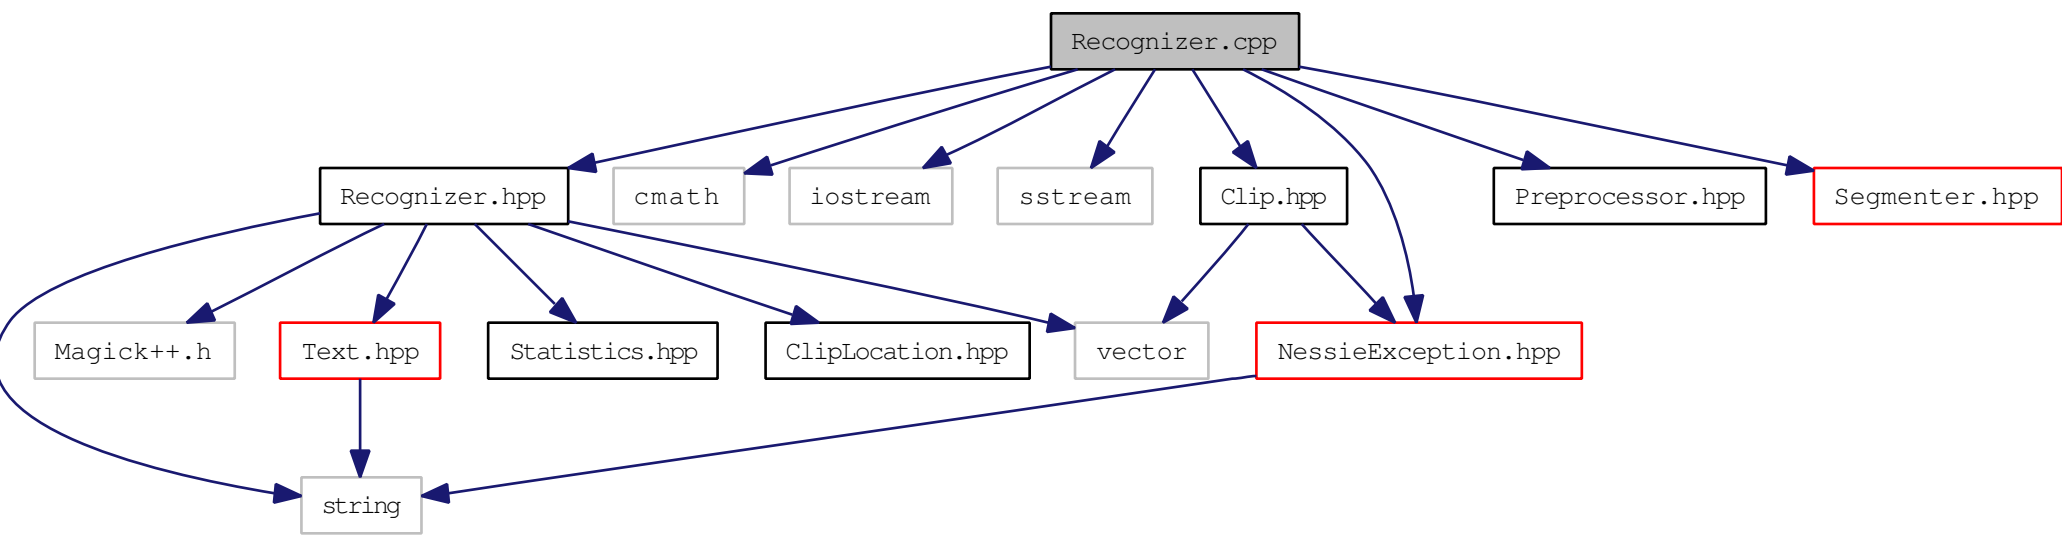 Recognizer.cpp
Recognizer.hpp
cmath
iostream
sstream
Clip.hpp
Preprocessor.hpp
Segmenter.hpp
Magick++.h
Text.hpp
Statistics.hpp
ClipLocation.hpp
vector
NessieException.hpp
string